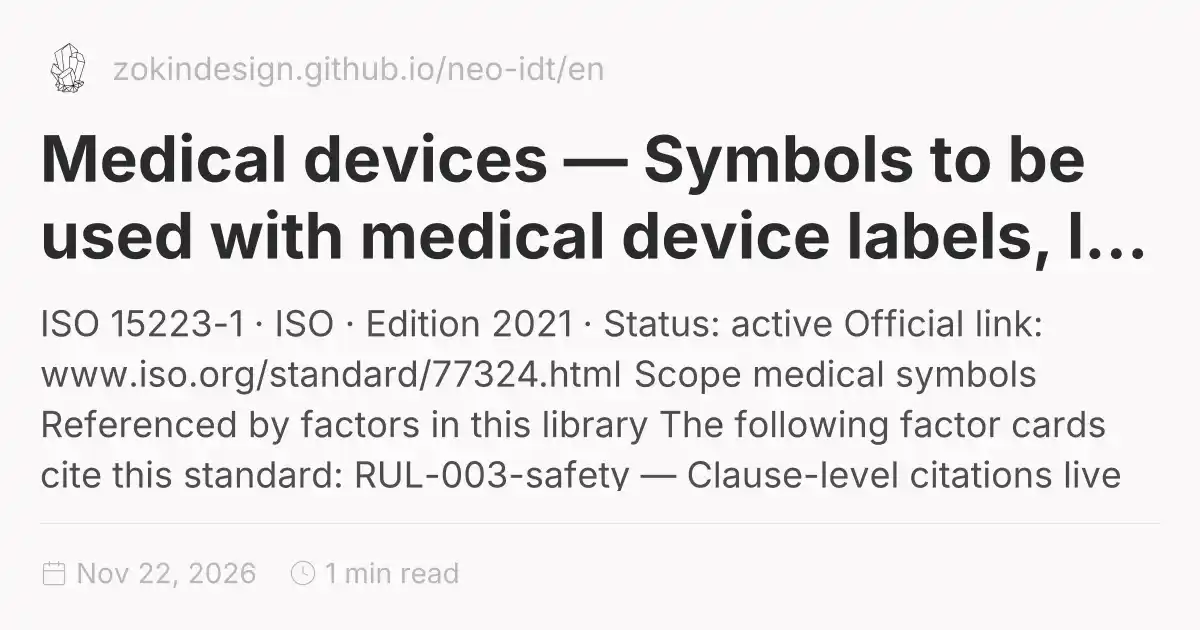 zokindesign.github.io/neo-idt/en
Medical devices — Symbols to be
used with medical device labels, l...
ISO 15223-1 · ISO · Edition 2021 · Status: active Official link:
www.iso.org/standard/77324.html Scope medical symbols
Referenced by factors in this library The following factor cards
cite this standard: RUL-003-safety — Clause-level citations live
Nov 22, 2026 1 min read